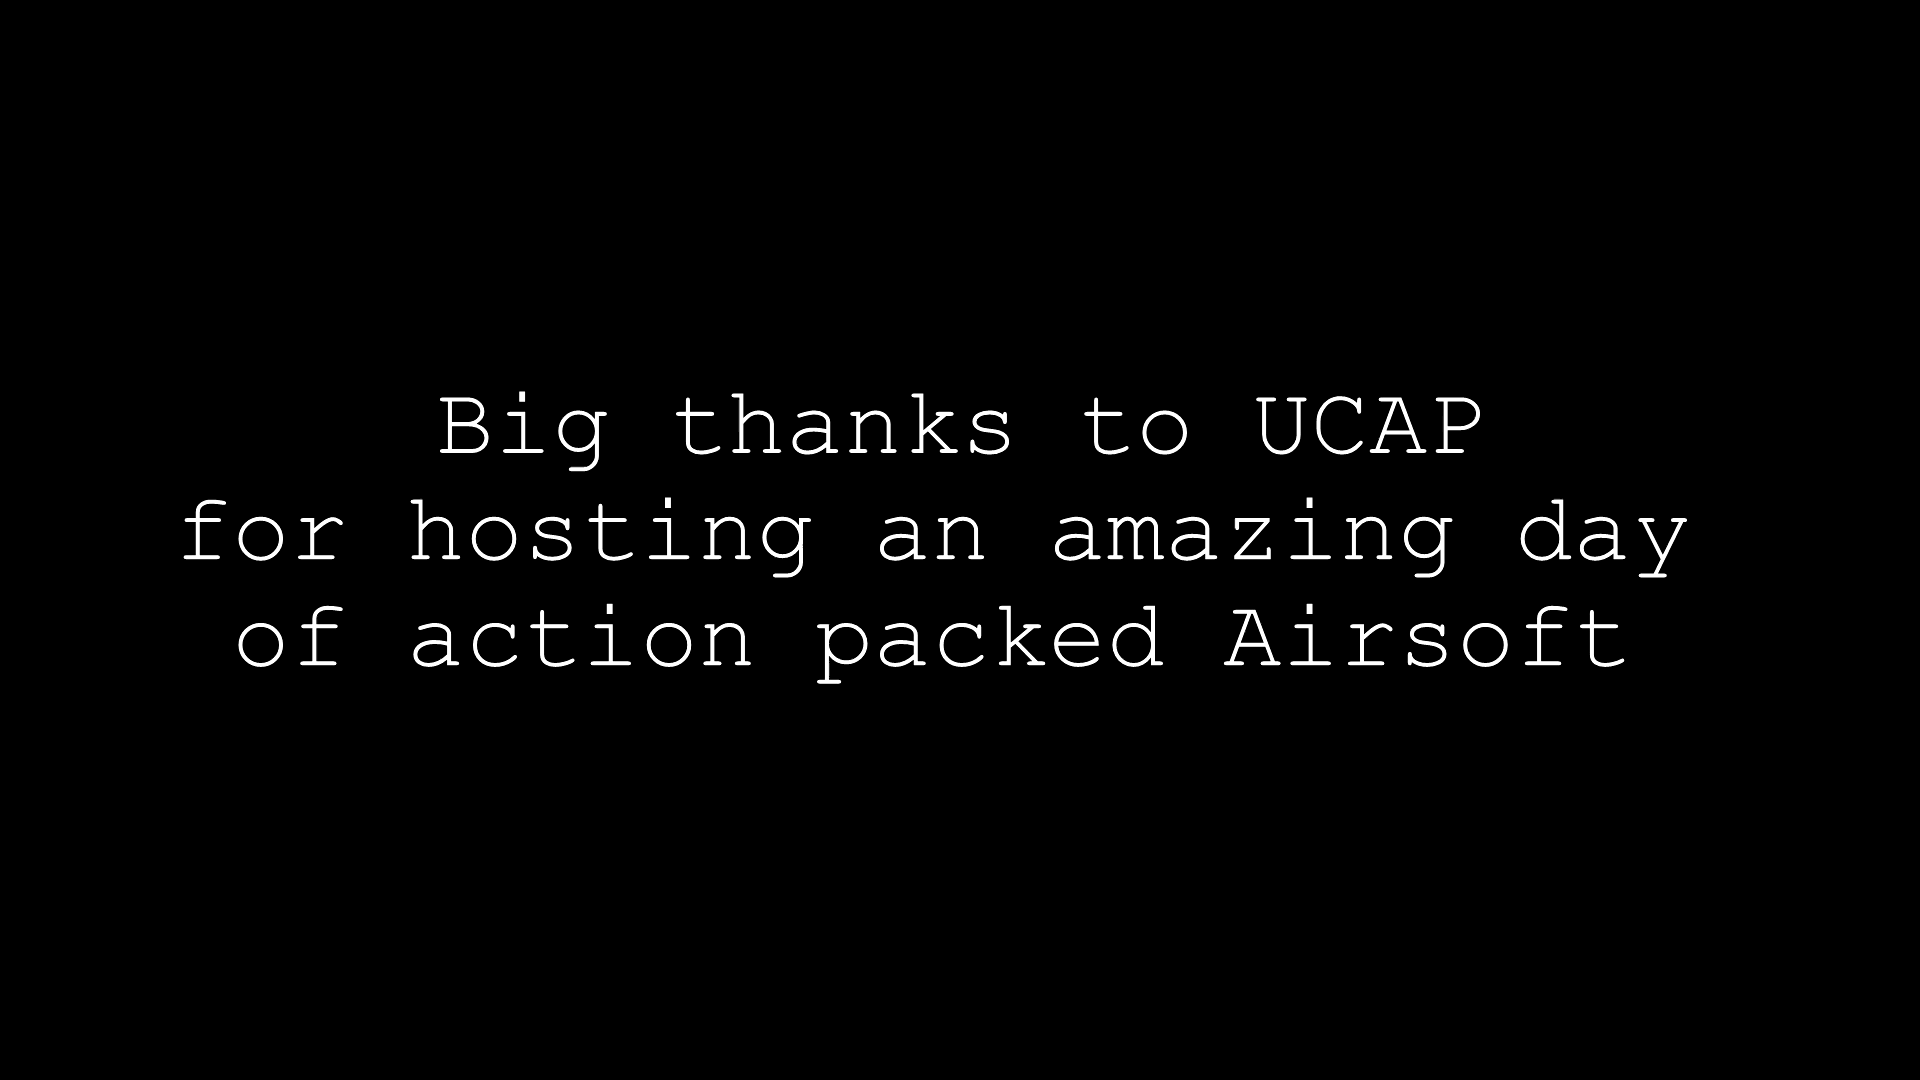 Big thanks to UCAP
for hosting an amazing day
of action packed Airsoft